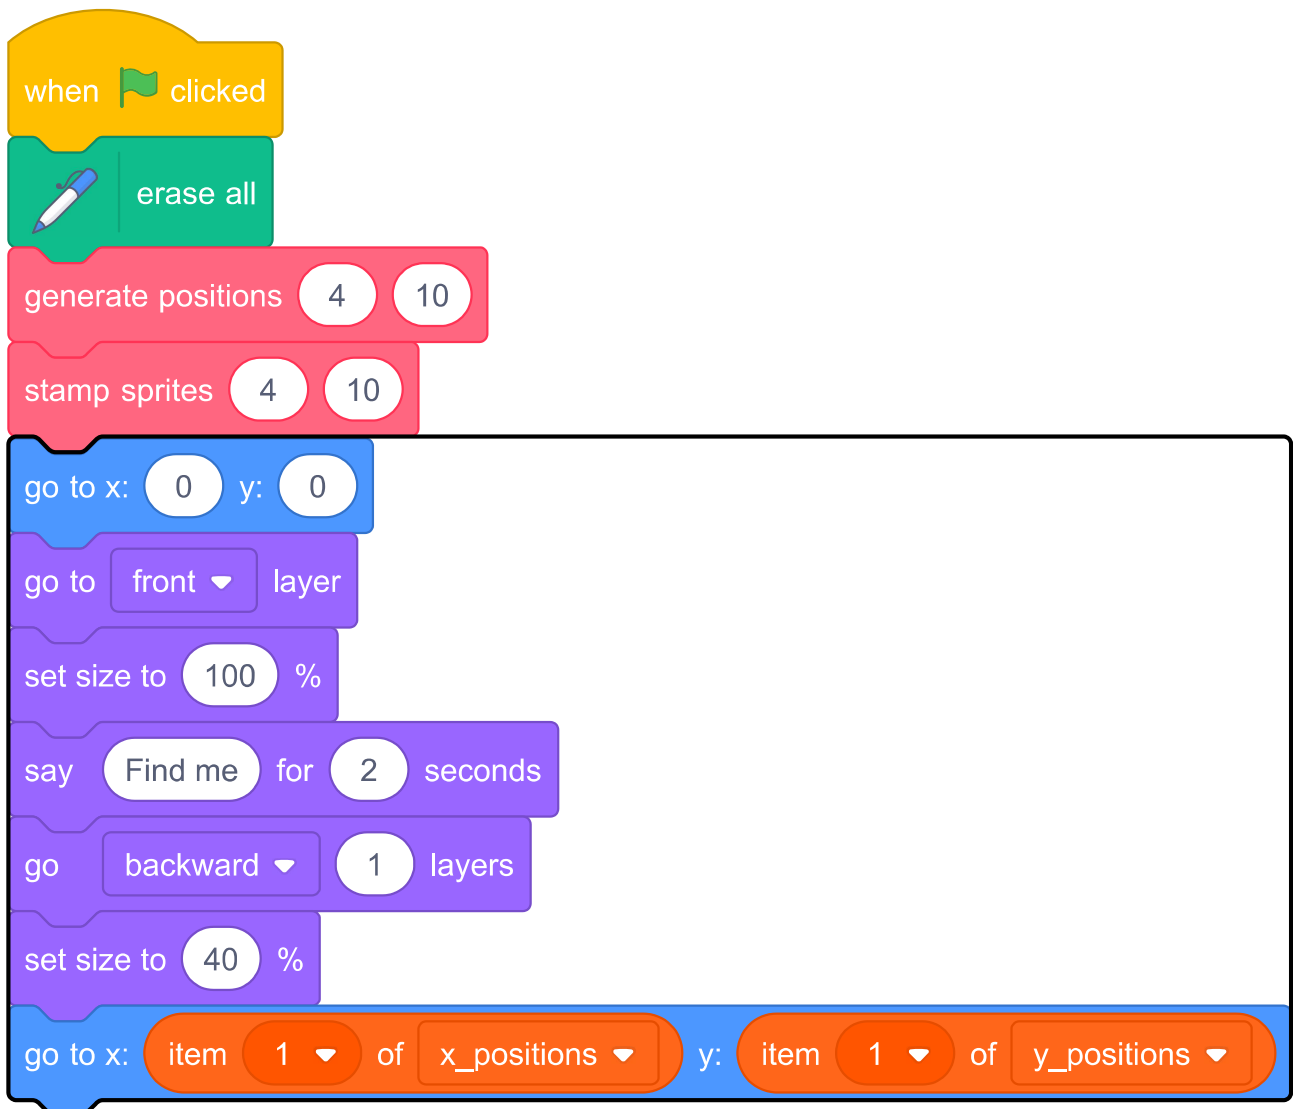 when clicked
erase all
generate positions 4 10
stamp sprites 4 10
go to x: 0 y: 0
go to front layer
set size to 100 %
say Find me for 2 seconds
go backward 1 layers
set size to 40 %
go to x: item 1 of x_positions y: item 1 of y_positions